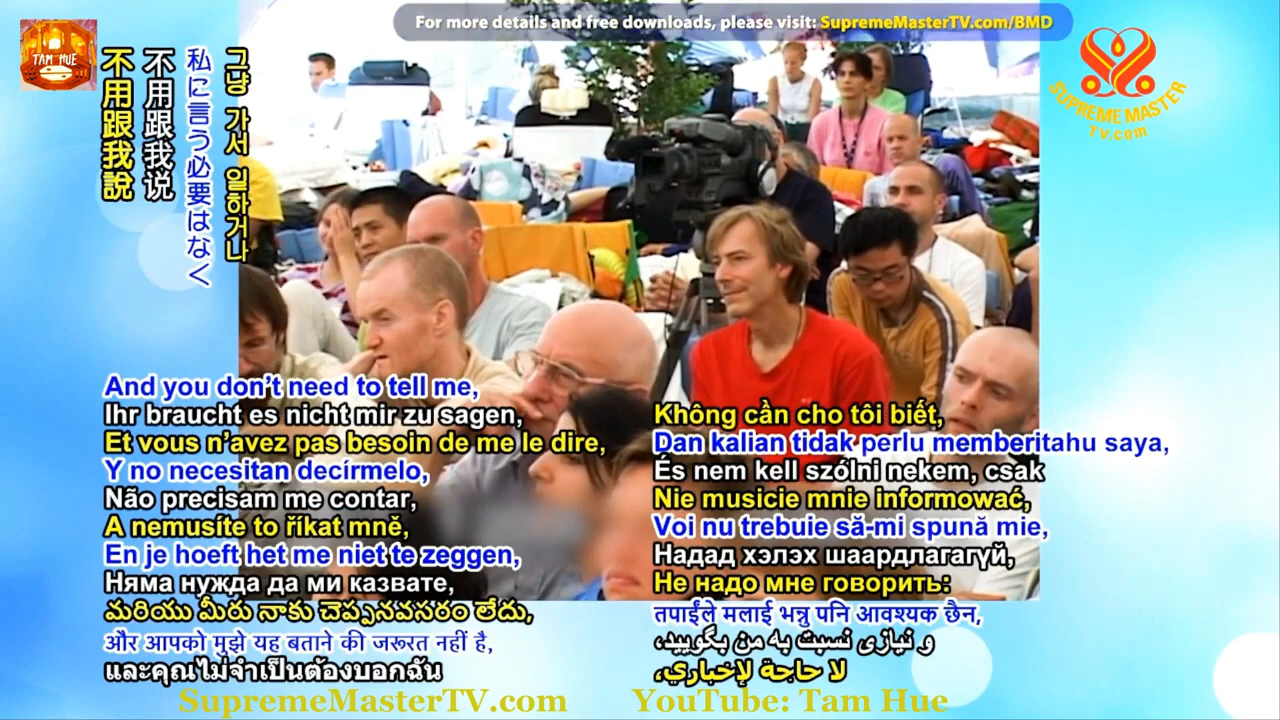 For more details and free downloads, please visit: SupremeMasterTV.com/BMD
TAM HUE
SUPREME MASTER
TV.com
不用跟我說
不用跟我说
私に言う必要はなく
그냥 가서 일하거나
And you don't need to tell me,
Ihr braucht es nicht mir zu sagen,
Et vous n'avez pas besoin de me le dire,
Y no necesitan decírmelo,
Não precisam me contar,
A nemusíte to říkat mně,
En je hoeft het me niet te zeggen,
Няма нужда да ми казвате,
మరియు మీరు నాకు చెప్పనవసరం లేదు,
और आपको मुझे यह बताने की जरूरत नहीं है,
และคุณไม่จำเป็นต้องบอกฉัน
Không cần cho tôi biết,
Dan kalian tidak perlu memberitahu saya,
És nem kell szólni nekem, csak
Nie musicie mnie informować,
Voi nu trebuie să-mi spună mie,
Надад хэлэх шаардлагагүй,
Не надо мне говорить:
तपाईंले मलाई भन्नु पनि आवश्यक छैन,
و نیازی نسبت به من بگویید،
لا حاجة لإخباري،
SupremeMasterTV.com
YouTube: Tam Hue